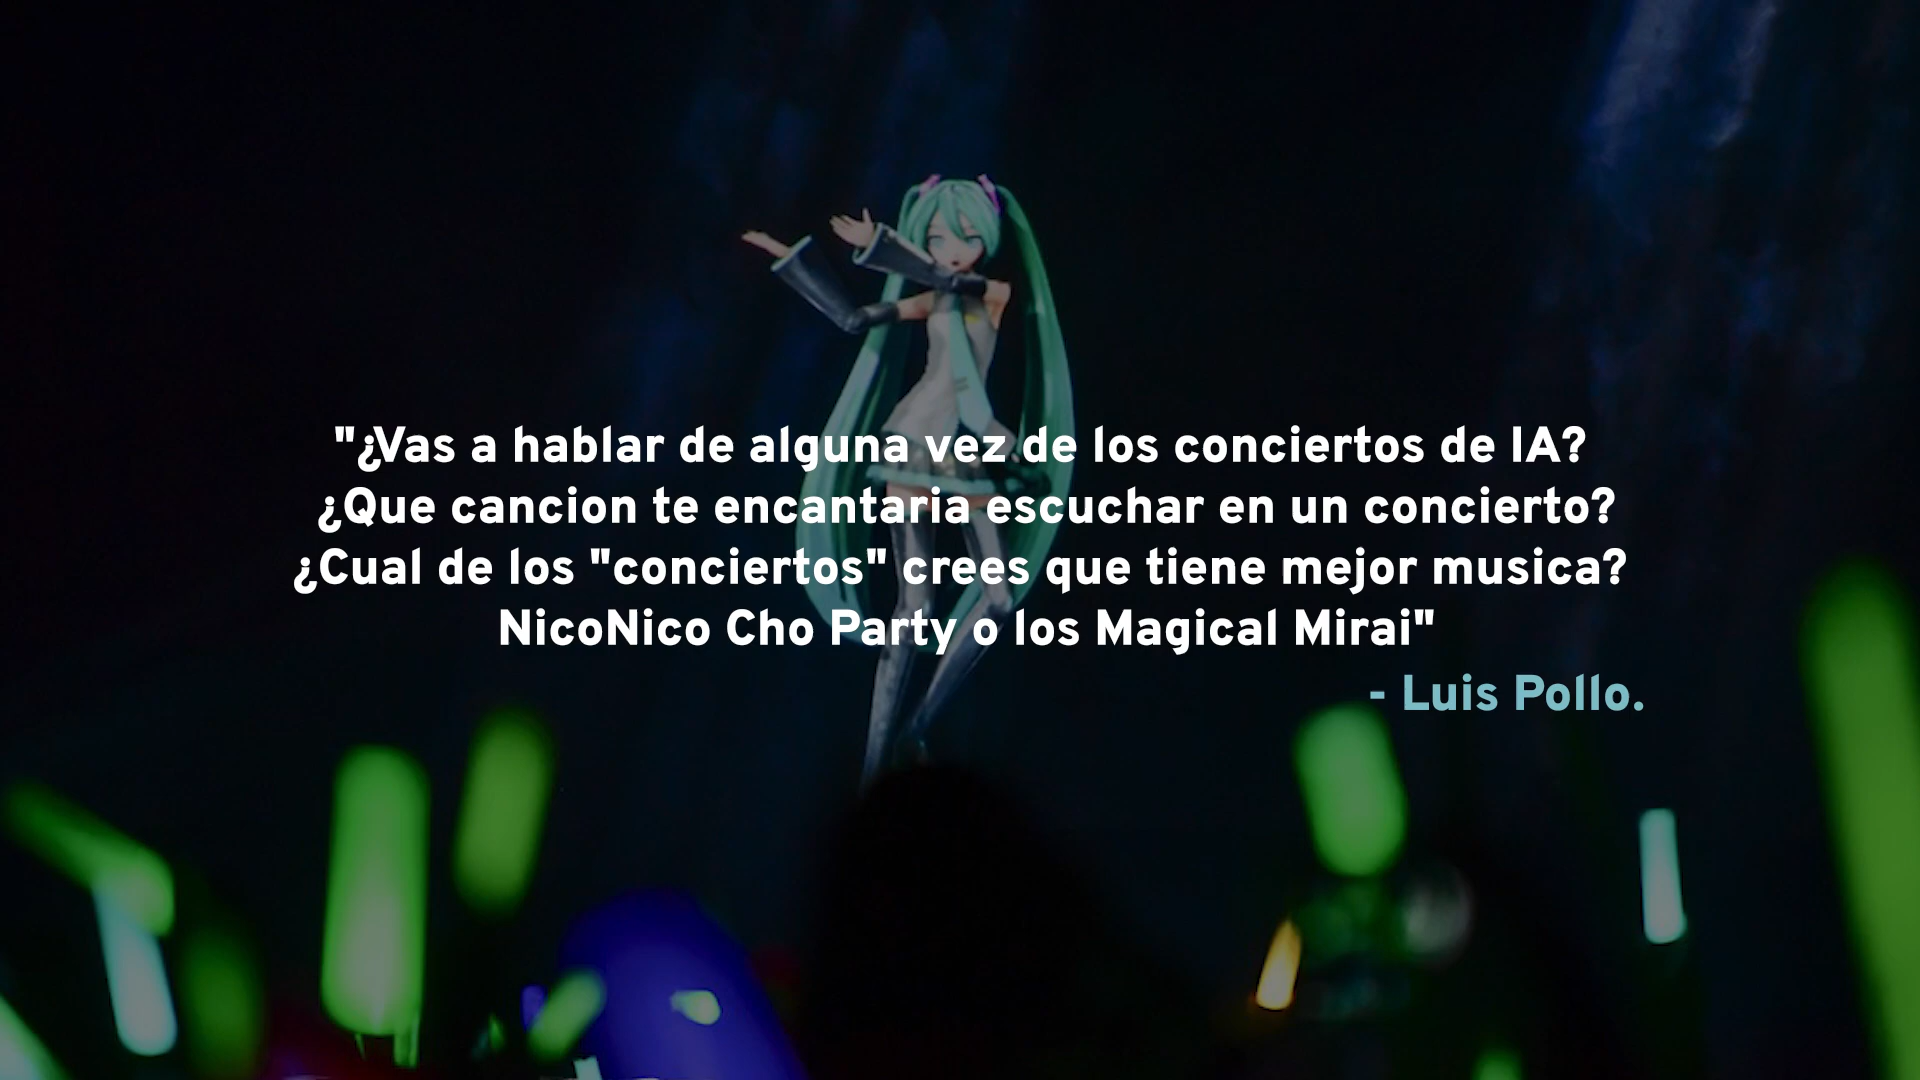 "¿Vas a hablar de alguna vez de los conciertos de IA?
¿Que cancion te encantaria escuchar en un concierto?
¿Cual de los "conciertos" crees que tiene mejor musica?
NicoNico Cho Party o los Magical Mirai"
- Luis Pollo.